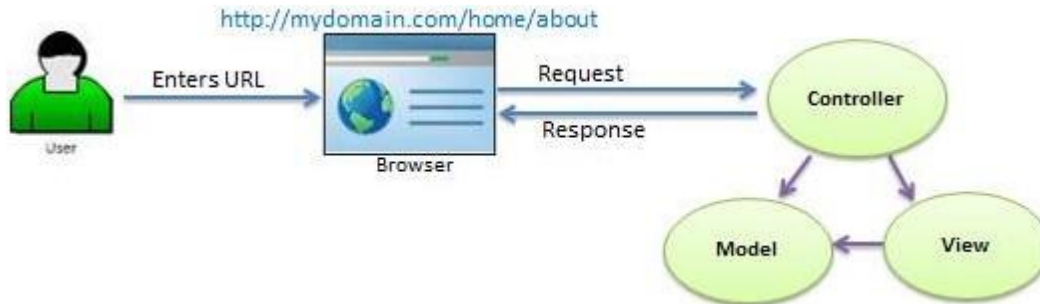 http://mydomain.com/home/about
Enters URL
Request
Response
Controller
User
Browser
Model
View